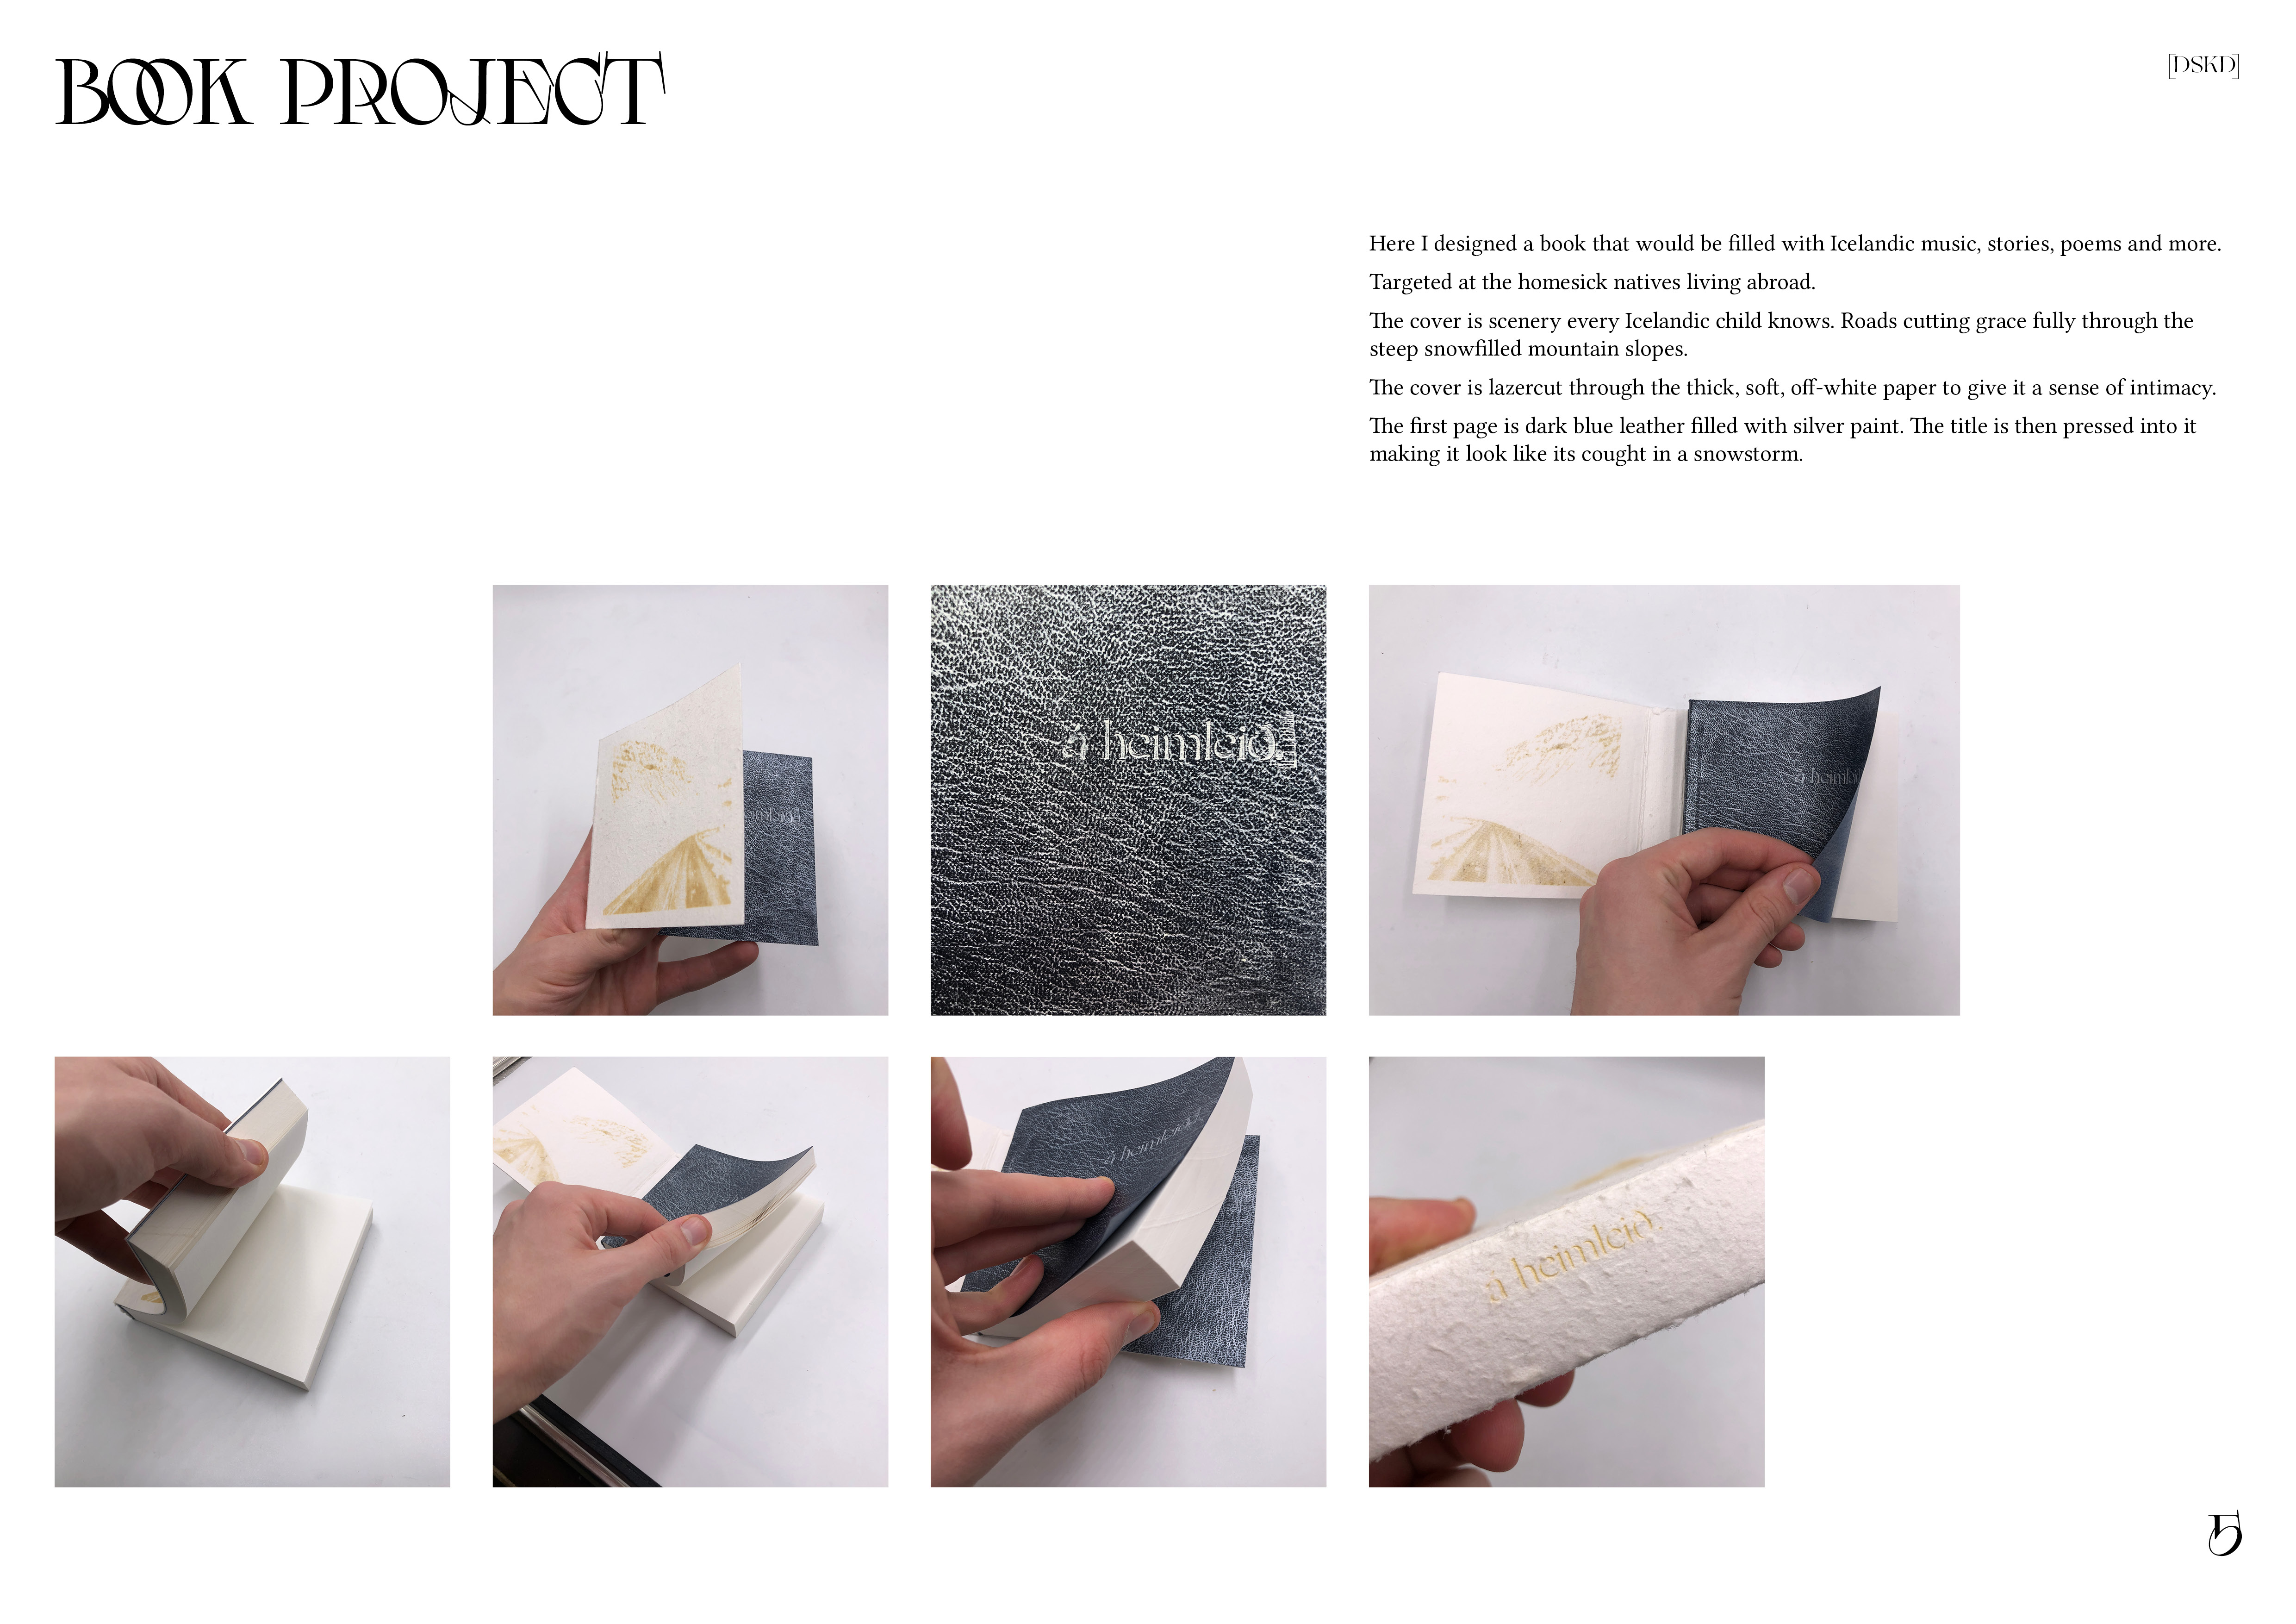 BOOK PROJECT
[DSKD]
Here I designed a book that would be filled with Icelandic music, stories, poems and more.
Targeted at the homesick natives living abroad.
The cover is scenery every Icelandic child knows. Roads cutting grace fully through the
steep snowfilled mountain slopes.
The cover is lazercut through the thick, soft, off-white paper to give it a sense of intimacy.
The first page is dark blue leather filled with silver paint. The title is then pressed into it
making it look like its cought in a snowstorm.
á heimleið.
á heimlei
á heimleið
á heimleið.
5